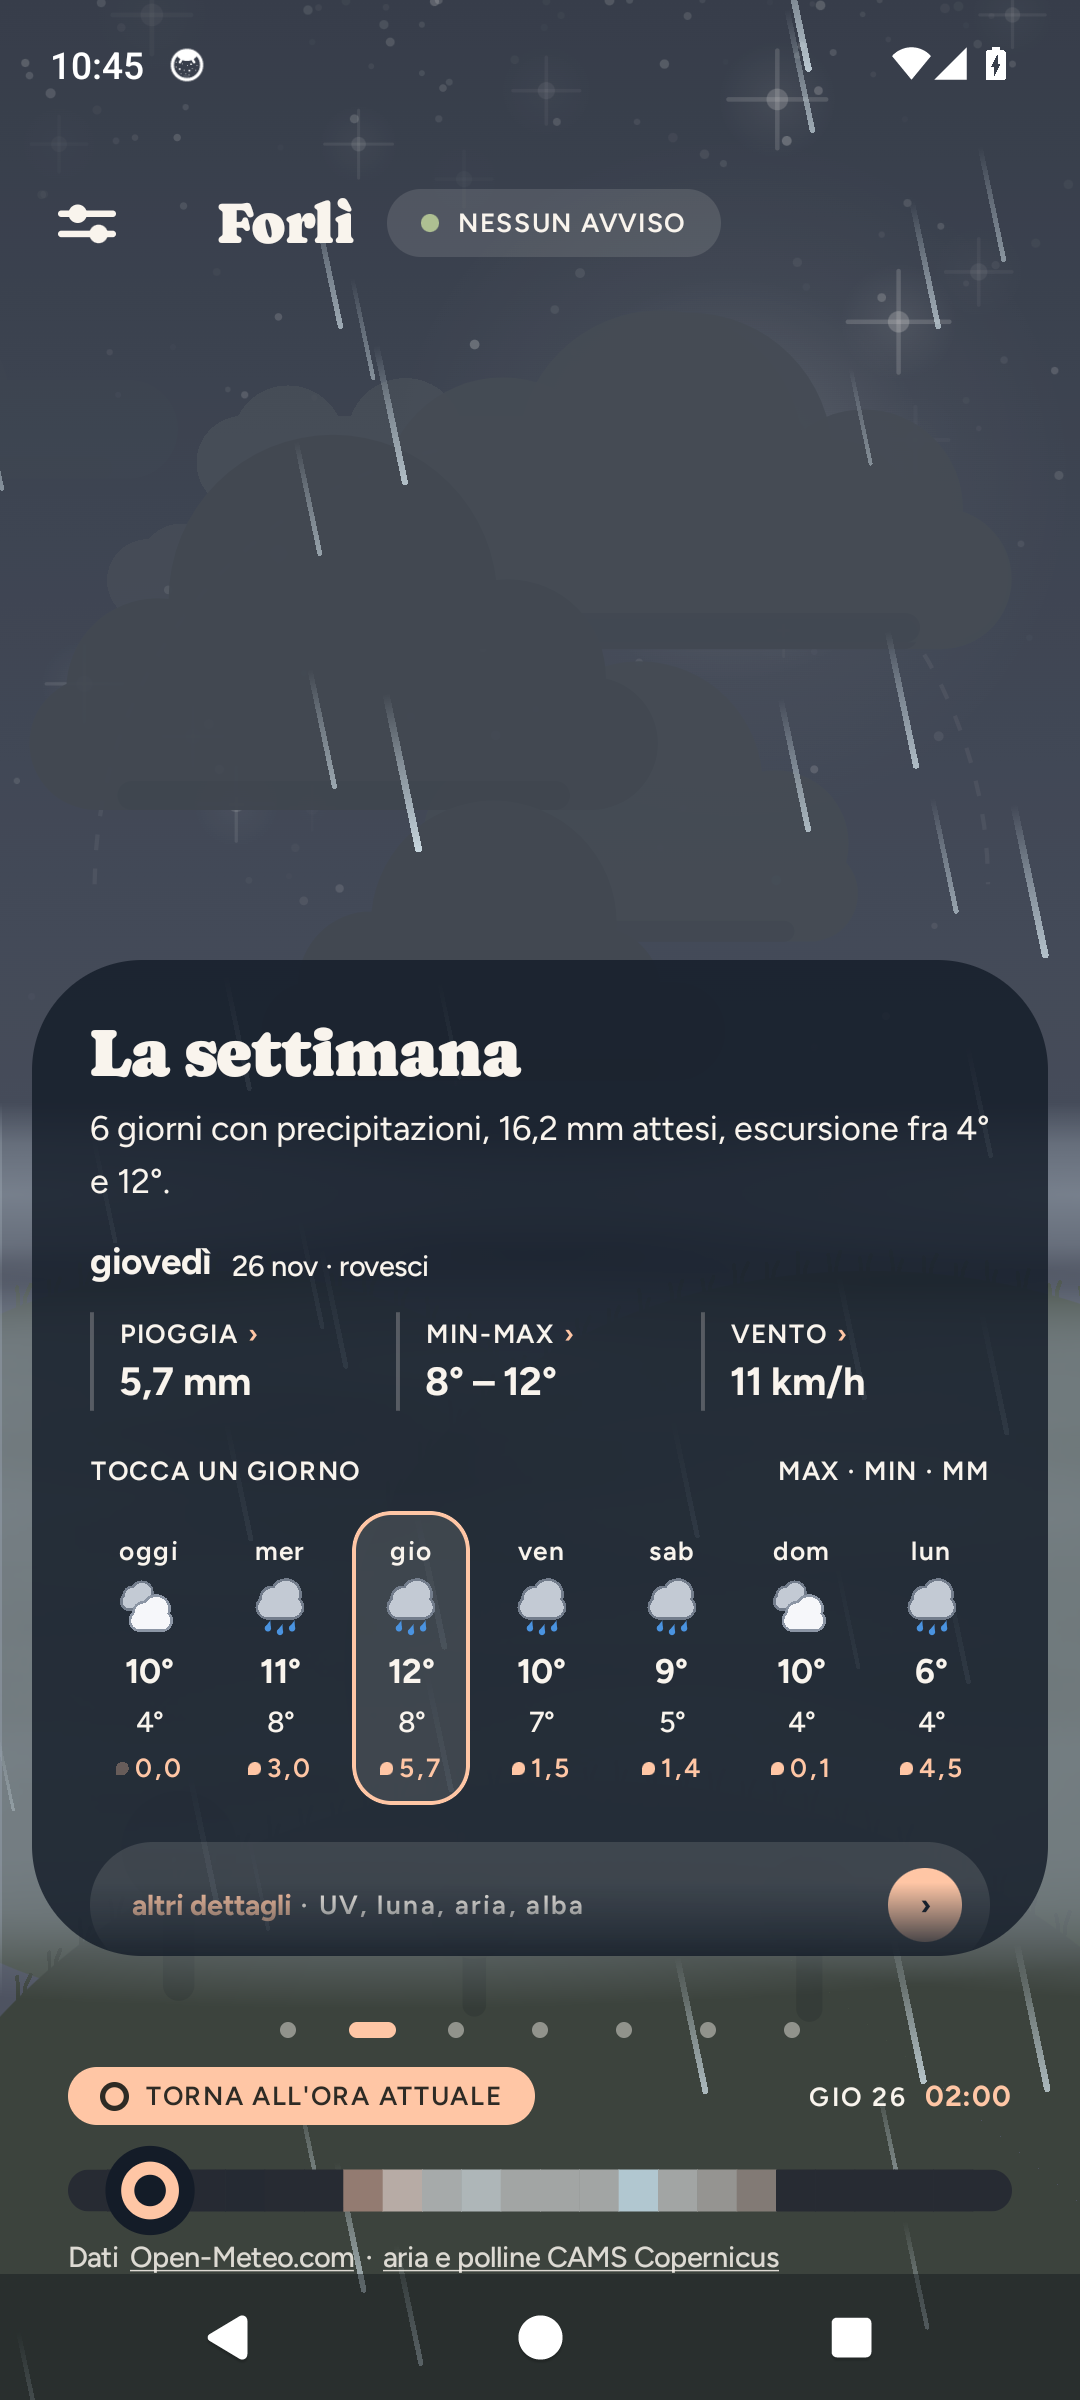 10:45
Forlì
NESSUN AVVISO
La settimana
6 giorni con precipitazioni, 16,2 mm attesi, escursione fra 4°
e 12°.
giovedì 26 nov · rovesci
PIOGGIA › MIN-MAX › VENTO ›
5,7 mm 8° – 12° 11 km/h
TOCCA UN GIORNO MAX · MIN · MM
oggi mer gio ven sab dom lun
10° 11° 12° 10° 9° 10° 6°
4° 8° 8° 7° 5° 4° 4°
0,0 3,0 5,7 1,5 1,4 0,1 4,5
altri dettagli · UV, luna, aria, alba ›
TORNA ALL'ORA ATTUALE GIO 26 02:00
Dati Open-Meteo.com · aria e polline CAMS Copernicus